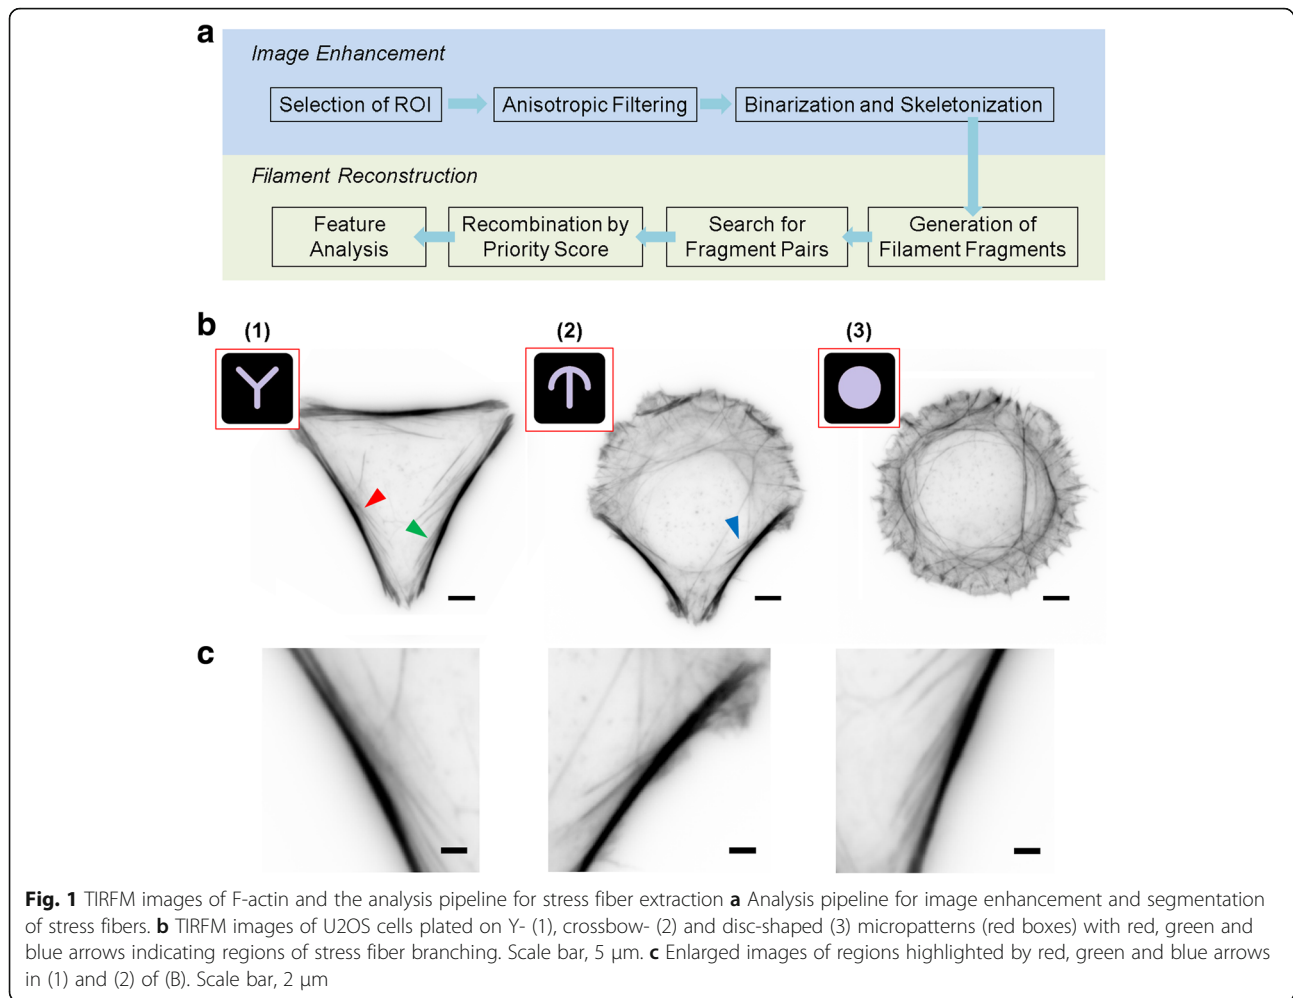 a
Image Enhancement
Selection of ROI
Anisotropic Filtering
Binarization and Skeletonization
Filament Reconstruction
Feature
Analysis
Recombination by
Priority Score
Search for
Fragment Pairs
Generation of
Filament Fragments
b
(1)
(2)
(3)
c
Fig. 1 TIRFM images of F-actin and the analysis pipeline for stress fiber extraction a Analysis pipeline for image enhancement and segmentation
of stress fibers. b TIRFM images of U2OS cells plated on Y- (1), crossbow- (2) and disc-shaped (3) micropatterns (red boxes) with red, green and
blue arrows indicating regions of stress fiber branching. Scale bar, 5 μm. c Enlarged images of regions highlighted by red, green and blue arrows
in (1) and (2) of (B). Scale bar, 2 μm